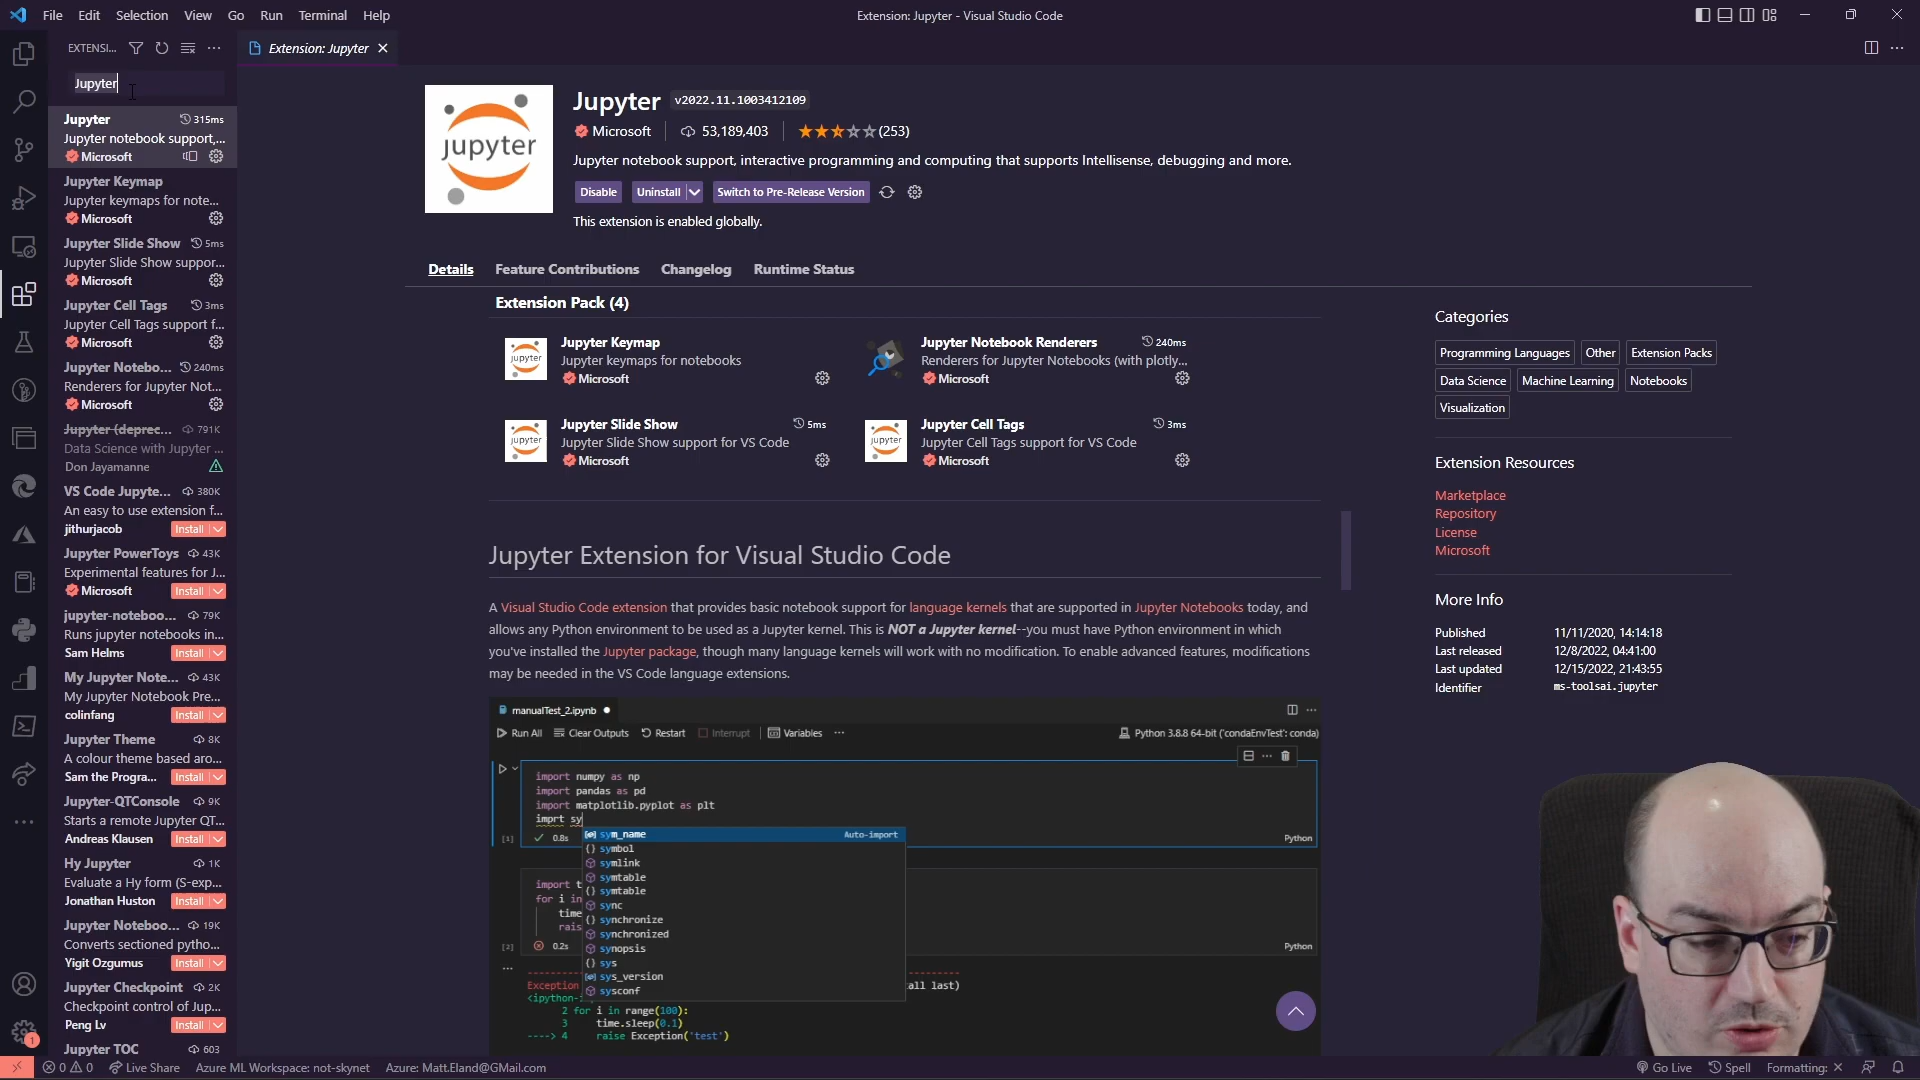 File Edit Selection View Go Run Terminal Help
Extension: Jupyter - Visual Studio Code
EXTENSI...
Extension: Jupyter
Jupyter
Jupyter 315ms
Jupyter notebook support,...
Microsoft
Jupyter Keymap
Jupyter keymaps for note...
Microsoft
Jupyter Slide Show 5ms
Jupyter Slide Show suppor...
Microsoft
Jupyter Cell Tags 3ms
Jupyter Cell Tags support f...
Microsoft
Jupyter Notebo... 240ms
Renderers for Jupyter Not...
Microsoft
Jupyter (deprec... 791K
Data Science with Jupyter ...
Don Jayamanne
VS Code Jupyte... 380K
An easy to use extension f...
jithurjacob Install
Jupyter PowerToys 43K
Experimental features for J...
Microsoft Install
jupyter-noteboo... 79K
Runs jupyter notebooks in...
Sam Helms Install
My Jupyter Note... 43K
My Jupyter Notebook Pre...
colinfang Install
Jupyter Theme 8K
A colour theme based aro...
Sam the Progra... Install
Jupyter-QTConsole 9K
Starts a remote Jupyter QT...
Andreas Klausen Install
Hy Jupyter 1K
Evaluate a Hy form (S-exp...
Jonathan Huston Install
Jupyter Noteboo... 19K
Converts sectioned pytho...
Yigit Ozgumus Install
Jupyter Checkpoint 2K
Checkpoint control of Jup...
Peng Lv Install
Jupyter TOC 603
jupyter
Jupyter v2022.11.1003412109
Microsoft 53,189,403 (253)
Jupyter notebook support, interactive programming and computing that supports Intellisense, debugging and more.
Disable Uninstall Switch to Pre-Release Version
This extension is enabled globally.
Details Feature Contributions Changelog Runtime Status
Extension Pack (4)
jupyter
Jupyter Keymap
Jupyter keymaps for notebooks
Microsoft
Jupyter Notebook Renderers 240ms
Renderers for Jupyter Notebooks (with plotly...
Microsoft
jupyter
Jupyter Slide Show 5ms
Jupyter Slide Show support for VS Code
Microsoft
jupyter
Jupyter Cell Tags 3ms
Jupyter Cell Tags support for VS Code
Microsoft
Jupyter Extension for Visual Studio Code
A Visual Studio Code extension that provides basic notebook support for language kernels that are supported in Jupyter Notebooks today, and
allows any Python environment to be used as a Jupyter kernel. This is NOT a Jupyter kernel--you must have Python environment in which
you've installed the Jupyter package, though many language kernels will work with no modification. To enable advanced features, modifications
may be needed in the VS Code language extensions.
manualTest_2.ipynb
Run All Clear Outputs Restart Interrupt Variables ... Python 3.8.8 64-bit ('condaEnvTest': conda)
import numpy as np
import pandas as pd
import matplotlib.pyplot as plt
imprt sy
[1] 0.8s Python
sym_name Auto-import
symbol
symlink
symtable
symtable
sync
synchronize
synchronized
synopsis
sys
sys_version
sysconf
import t
for i in
time
rais
[2] 0.2s Python
Exception all last)
<ipython-
2 for i in range(100):
3 time.sleep(0.1)
----> 4 raise Exception('test')
Categories
Programming Languages Other Extension Packs
Data Science Machine Learning Notebooks
Visualization
Extension Resources
Marketplace
Repository
License
Microsoft
More Info
Published 11/11/2020, 14:14:18
Last released 12/8/2022, 04:41:00
Last updated 12/15/2022, 21:43:55
Identifier ms-toolsai.jupyter
1
0 0 Live Share Azure ML Workspace: not-skynet Azure: Matt.Eland@GMail.com Go Live Spell Formatting: ×